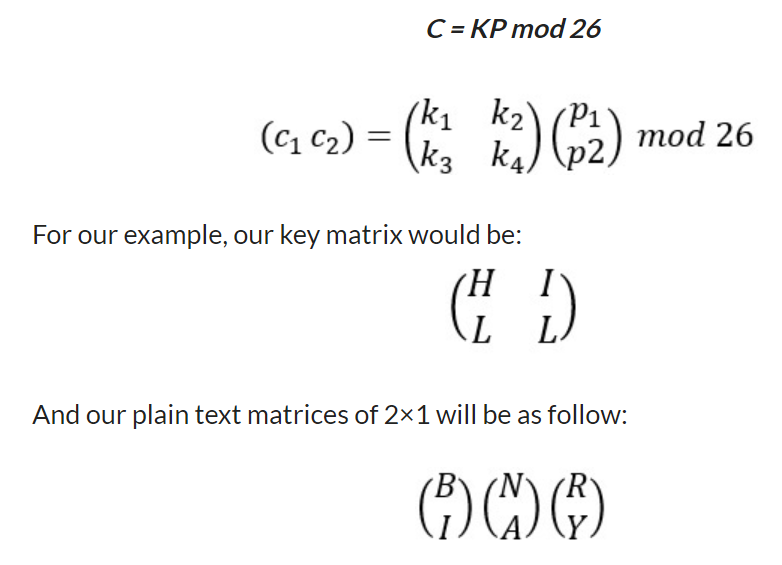 C = KP mod 26
(c₁ c₂) = (k₁ k₂
k₃ k₄) (p₁
p2) mod 26
For our example, our key matrix would be:
(H I
L L)
And our plain text matrices of 2×1 will be as follow:
(B
I) (N
A) (R
Y)